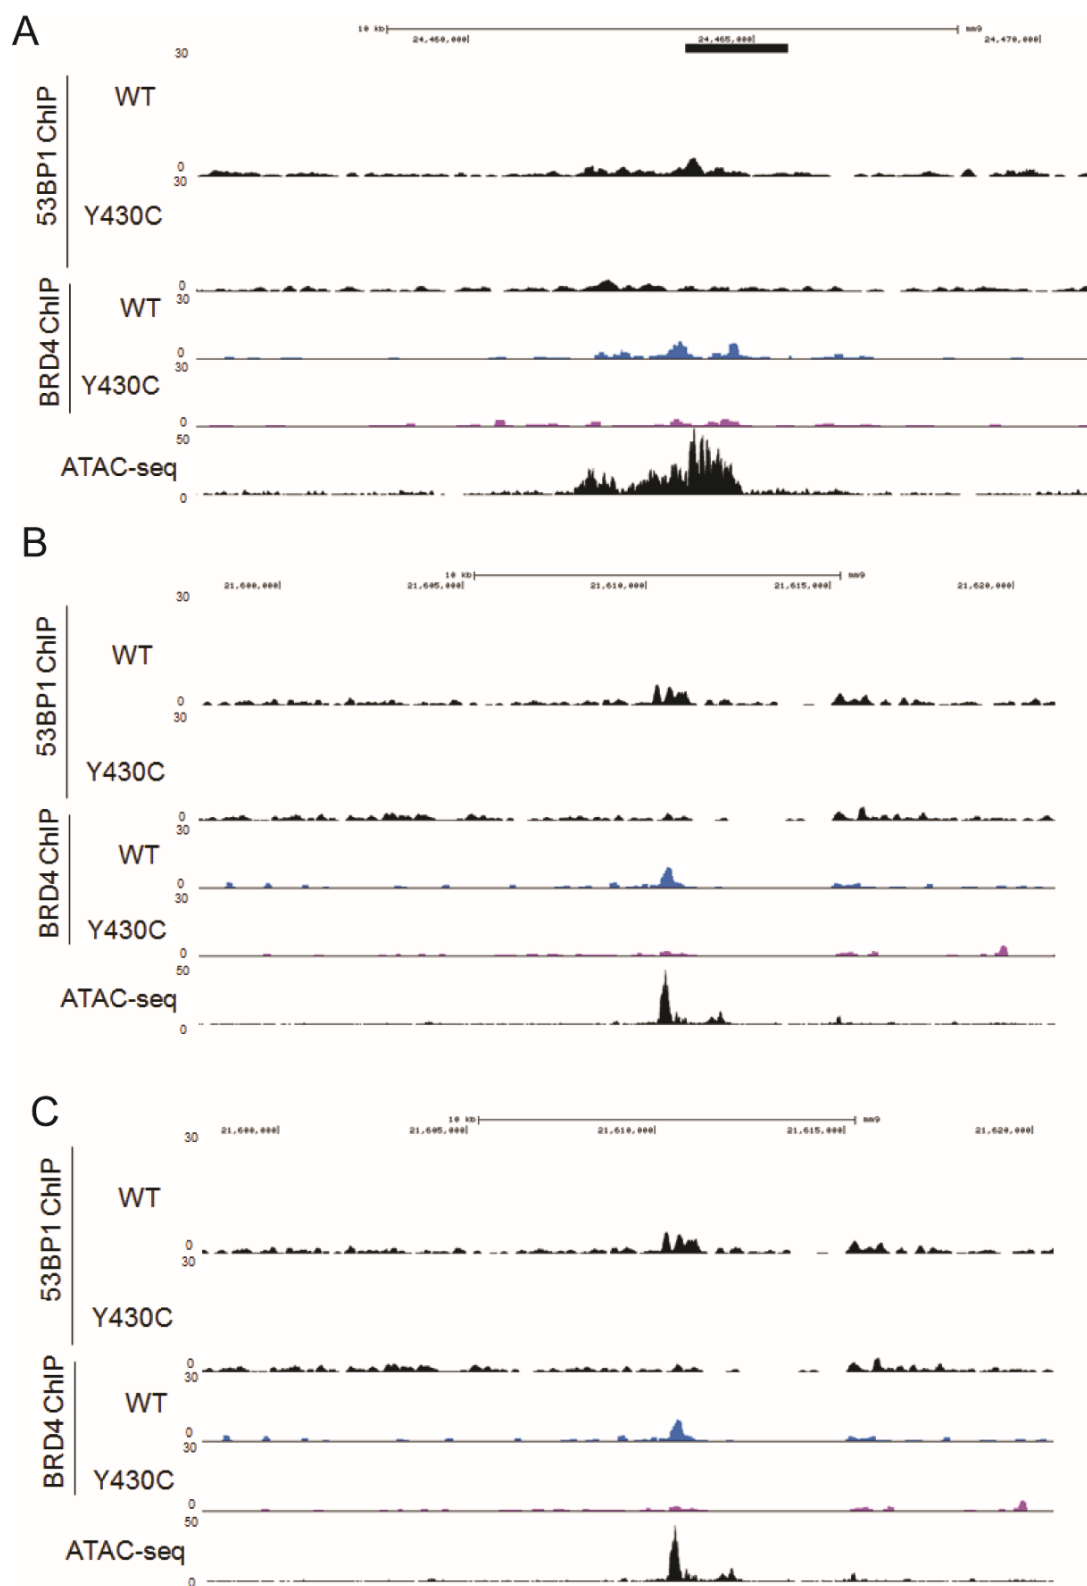 A
10 kb mm9
24,460,000 24,465,000 24,470,000
30
53BP1 ChIP
WT
0
30
Y430C
0
30
BRD4 ChIP
WT
0
30
Y430C
0
50
ATAC-seq
0
B
10 kb mm9
21,600,000 21,605,000 21,610,000 21,615,000 21,620,000
30
53BP1 ChIP
WT
0
30
Y430C
0
30
BRD4 ChIP
WT
0
30
Y430C
0
50
ATAC-seq
0
C
10 kb mm9
21,600,000 21,605,000 21,610,000 21,615,000 21,620,000
30
53BP1 ChIP
WT
0
30
Y430C
0
30
BRD4 ChIP
WT
0
30
Y430C
0
50
ATAC-seq
0